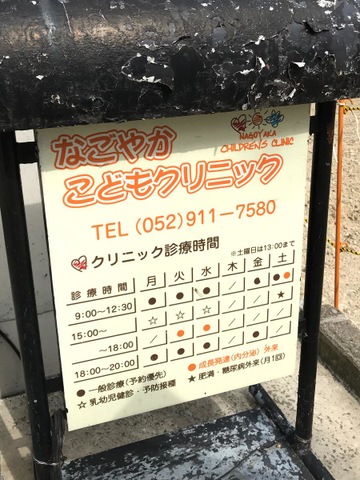 なごやか
こどもクリニック
NAGOYAKA
CHILDREN'S CLINIC
TEL (052)911-7580
クリニック診療時間
※土曜日は13:00まで
診療時間 月 火 水 木 金 土
9:00〜12:30 ● ● ● / ● ● ●
15:00〜 ☆ ☆ ☆ / / ★
〜18:00 / ● ● / / /
18:00〜20:00 ● ● ● / ● /
●一般診療(予約優先)
●成長発達(内分泌)外来
☆乳幼児健診・予防接種
★肥満・糖尿病外来(月1回)